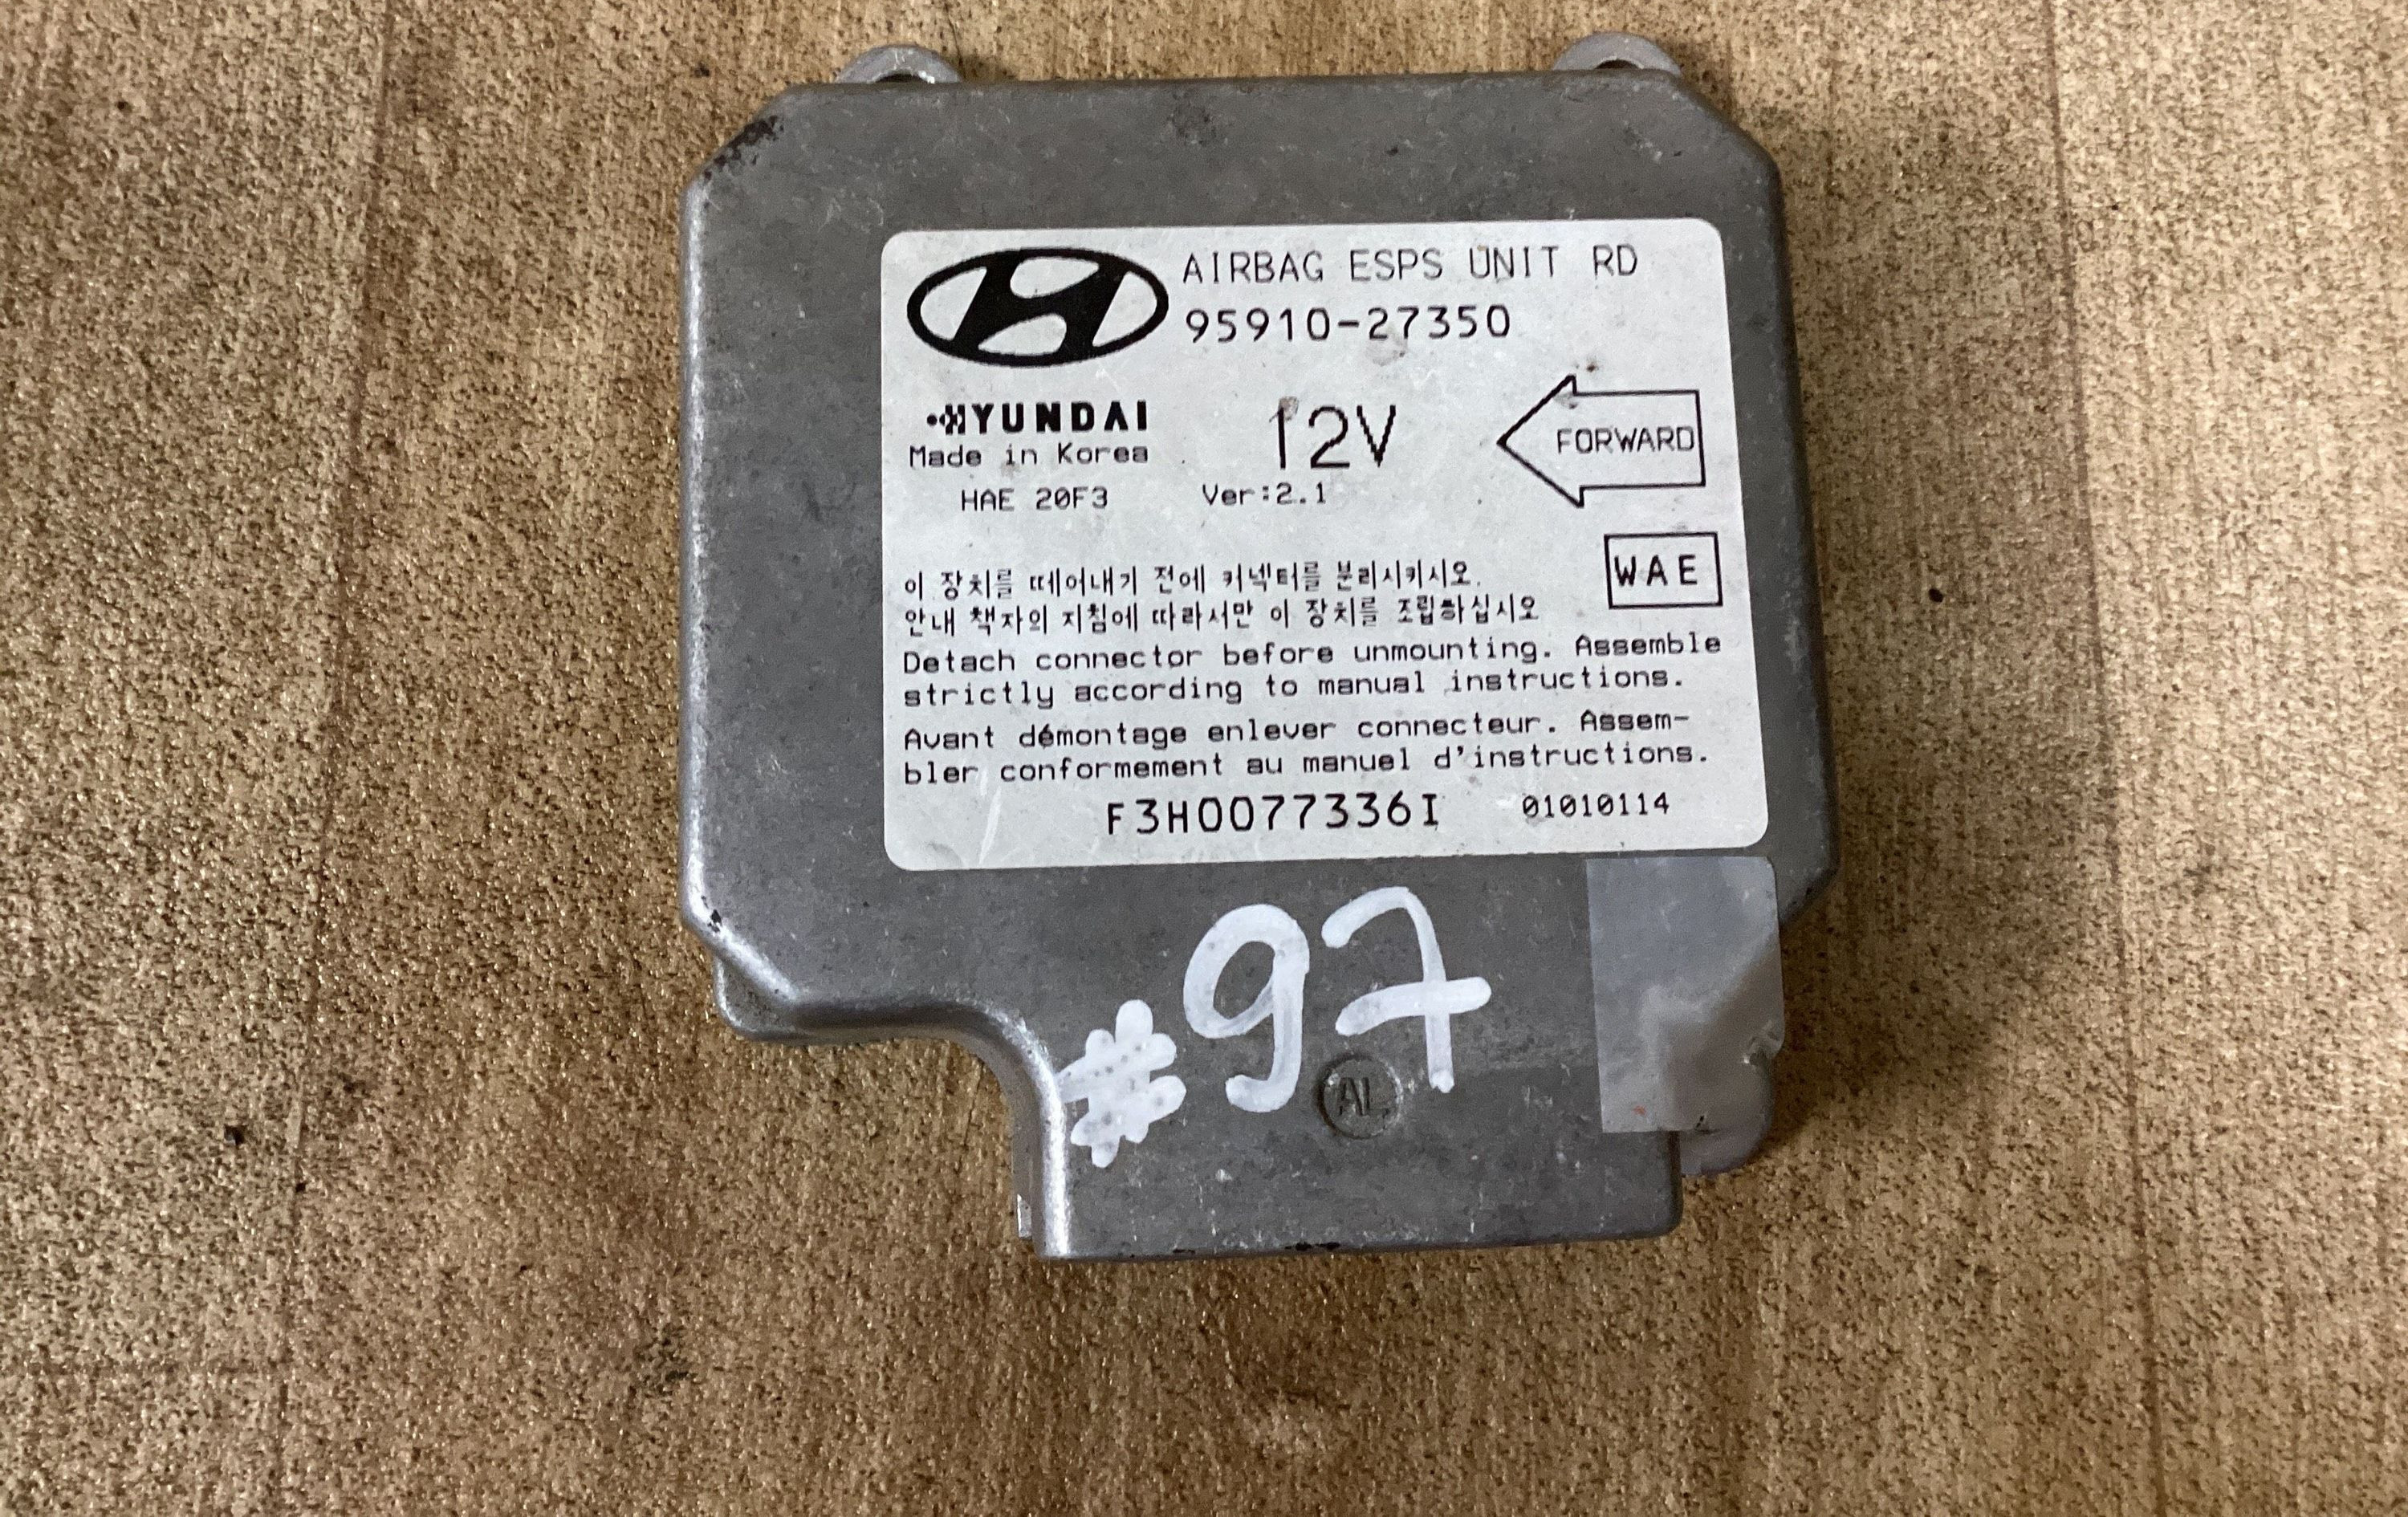 AIRBAG ESPS UNIT RD
95910-27350
HYUNDAI
Made in Korea
12V
FORWARD
HAE 20F3
Ver:2.1
WAE
이 장치를 떼어내기 전에 커넥터를 분리시키시오.
안내 책자의 지침에 따라서만 이 장치를 조립하십시오
Detach connector before unmounting. Assemble
strictly according to manual instructions.
Avant démontage enlever connecteur. Assem-
bler conformement au manuel d'instructions.
F3H0077336I
01010114
#97
AL